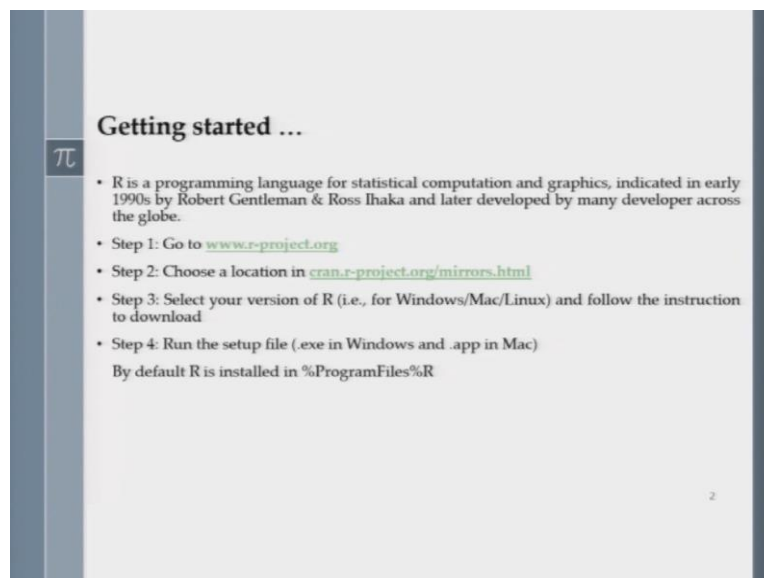 Getting started …
π
• R is a programming language for statistical computation and graphics, indicated in early
1990s by Robert Gentleman & Ross Ihaka and later developed by many developer across
the globe.
• Step 1: Go to www.r-project.org
• Step 2: Choose a location in cran.r-project.org/mirrors.html
• Step 3: Select your version of R (i.e., for Windows/Mac/Linux) and follow the instruction
to download
• Step 4: Run the setup file (.exe in Windows and .app in Mac)
By default R is installed in %ProgramFiles%R
2